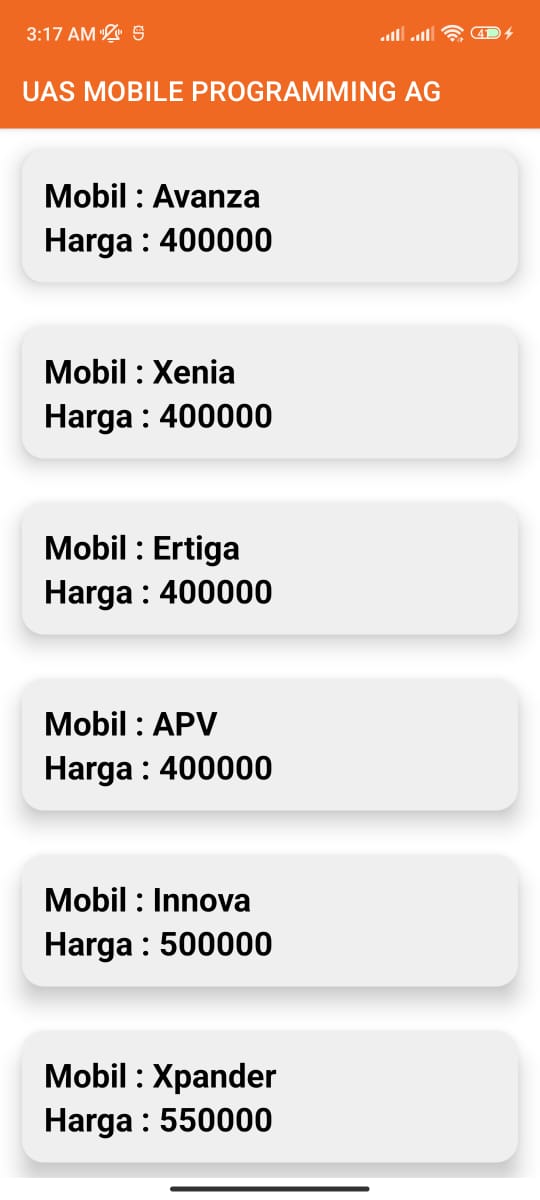 3:17 AM
41
UAS MOBILE PROGRAMMING AG
Mobil : Avanza
Harga : 400000
Mobil : Xenia
Harga : 400000
Mobil : Ertiga
Harga : 400000
Mobil : APV
Harga : 400000
Mobil : Innova
Harga : 500000
Mobil : Xpander
Harga : 550000